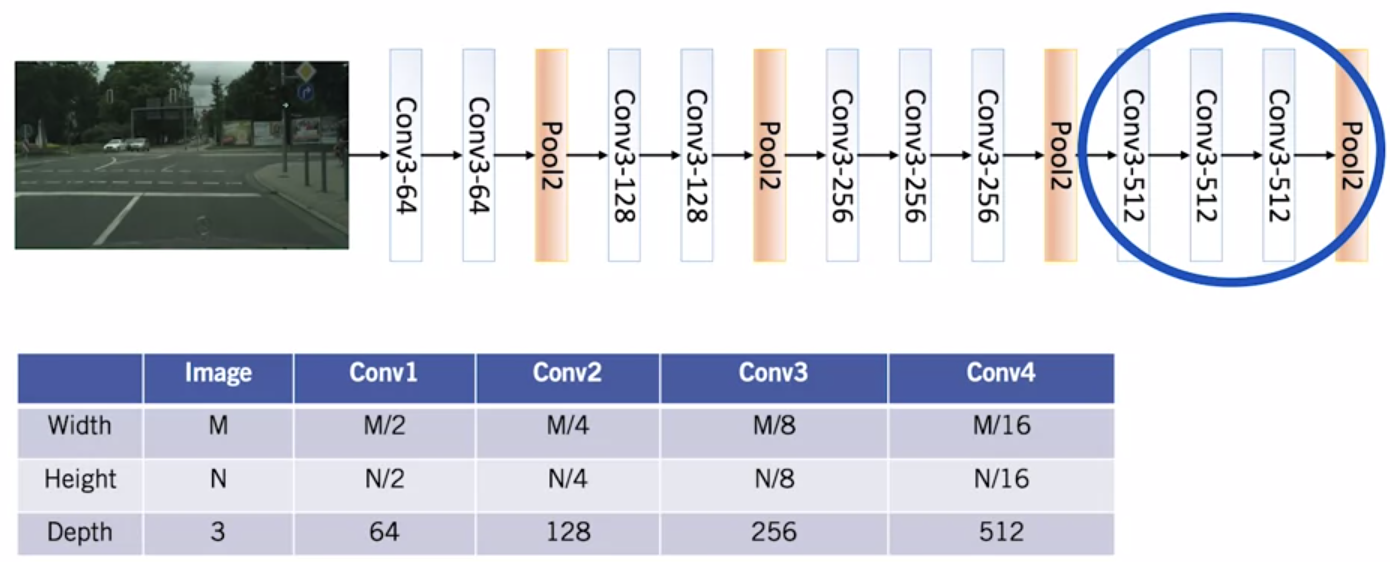 Conv3-64
Conv3-64
Pool2
Conv3-128
Conv3-128
Pool2
Conv3-256
Conv3-256
Conv3-256
Pool2
Conv3-512
Conv3-512
Conv3-512
Pool2
Image Conv1 Conv2 Conv3 Conv4
Width M M/2 M/4 M/8 M/16
Height N N/2 N/4 N/8 N/16
Depth 3 64 128 256 512